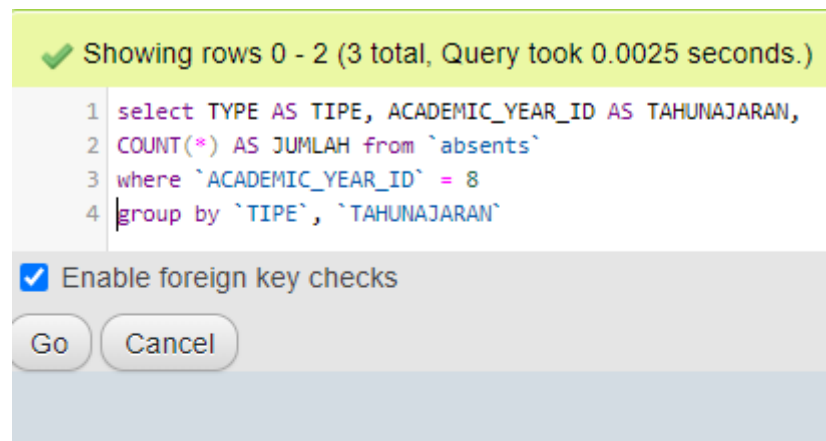 Showing rows 0 - 2 (3 total, Query took 0.0025 seconds.)
1 select TYPE AS TIPE, ACADEMIC_YEAR_ID AS TAHUNAJARAN,
2 COUNT(*) AS JUMLAH from `absents`
3 where `ACADEMIC_YEAR_ID` = 8
4 group by `TIPE`, `TAHUNAJARAN`
Enable foreign key checks
Go Cancel